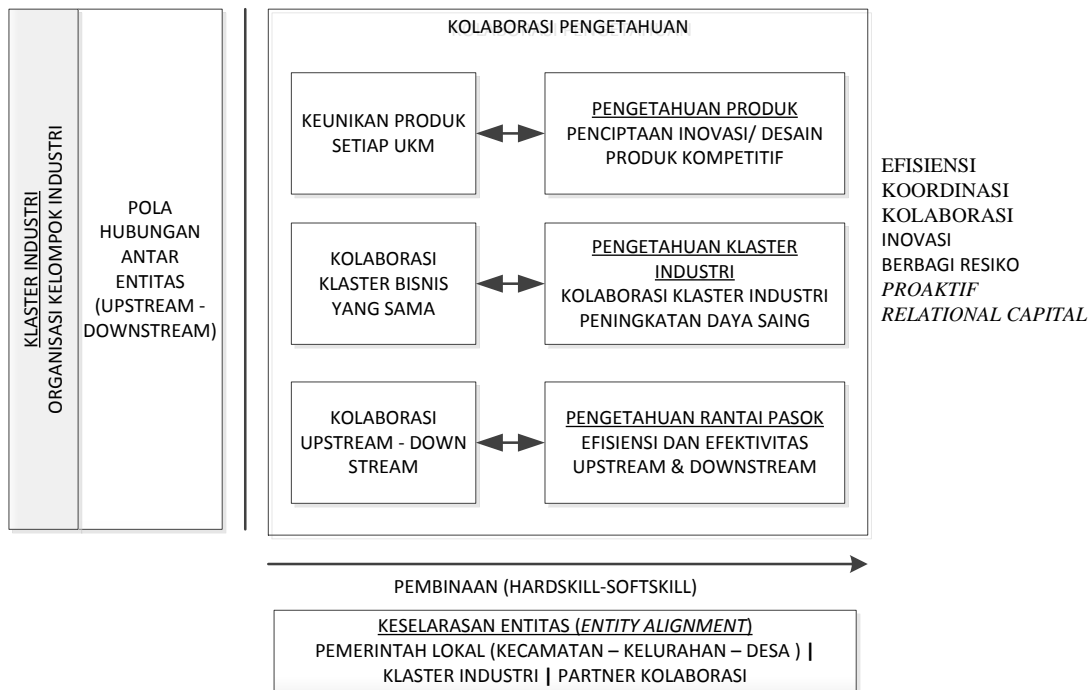 KLASTER INDUSTRI
ORGANISASI KELOMPOK INDUSTRI
POLA
HUBUNGAN
ANTAR
ENTITAS
(UPSTREAM -
DOWNSTREAM)
KOLABORASI PENGETAHUAN
KEUNIKAN PRODUK
SETIAP UKM
PENGETAHUAN PRODUK
PENCIPTAAN INOVASI/ DESAIN
PRODUK KOMPETITIF
KOLABORASI
KLASTER BISNIS
YANG SAMA
PENGETAHUAN KLASTER
INDUSTRI
KOLABORASI KLASTER INDUSTRI
PENINGKATAN DAYA SAING
KOLABORASI
UPSTREAM - DOWN
STREAM
PENGETAHUAN RANTAI PASOK
EFISIENSI DAN EFEKTIVITAS
UPSTREAM & DOWNSTREAM
EFISIENSI
KOORDINASI
KOLABORASI
INOVASI
BERBAGI RESIKO
PROAKTIF
RELATIONAL CAPITAL
PEMBINAAN (HARDSKILL-SOFTSKILL)
KESELARASAN ENTITAS (ENTITY ALIGNMENT)
PEMERINTAH LOKAL (KECAMATAN – KELURAHAN – DESA ) |
KLASTER INDUSTRI | PARTNER KOLABORASI